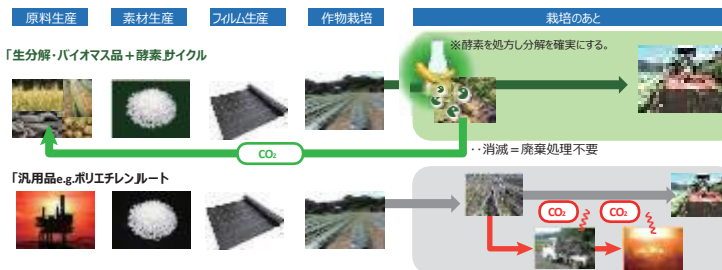 原料生産
素材生産
フィルム生産
作物栽培
栽培のあと
「生分解・バイオマス品+酵素」サイクル
※酵素を処方し分解を確実にする。
CO₂
‥消滅=廃棄処理不要
「汎用品e.g.ポリエチレン」ルート
CO₂
CO₂